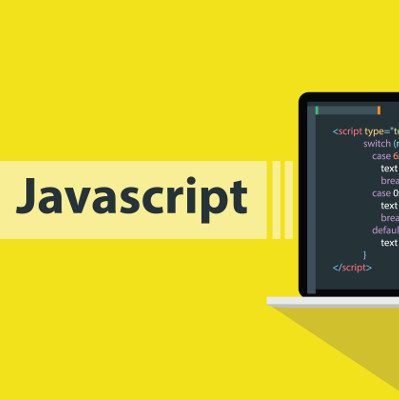 Javascript
<script type="te
switch (n
case 6
text
brea
case 0
text
brea
defaul
text
}
</script>